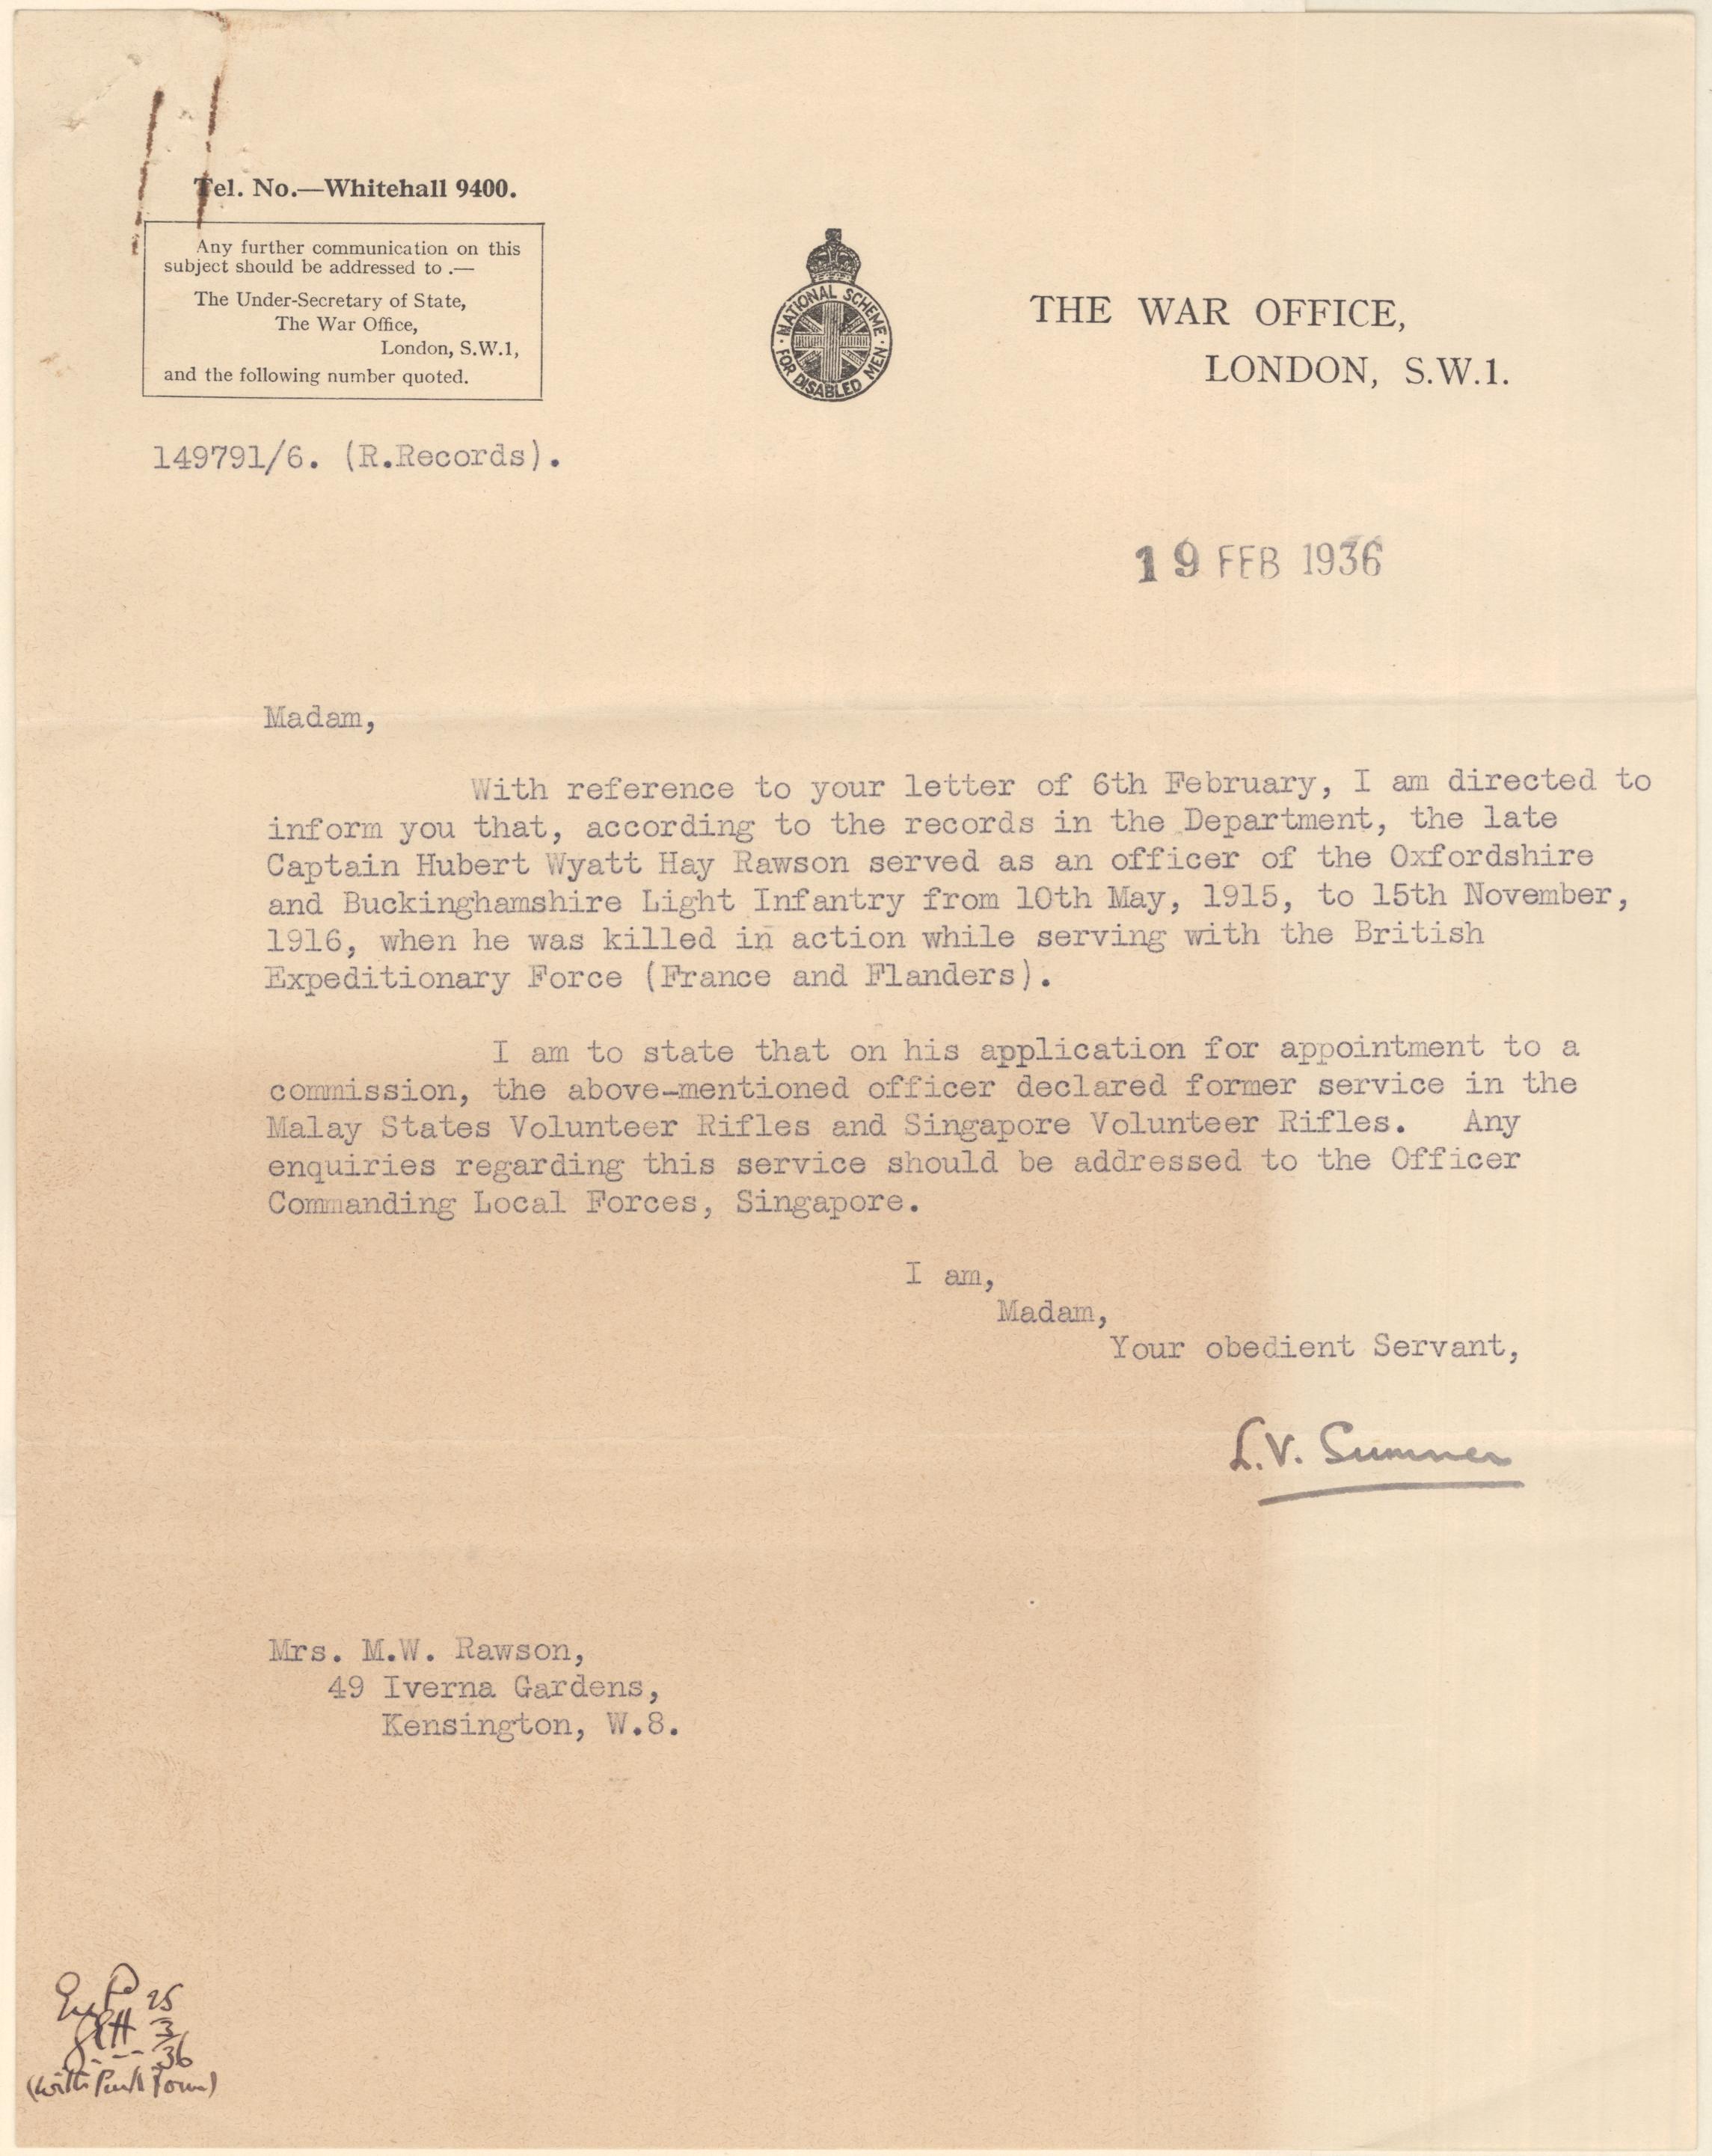 Tel. No.—Whitehall 9400.
Any further communication on this
subject should be addressed to .—
The Under-Secretary of State,
The War Office,
London, S.W.1,
and the following number quoted.
NATIONAL SCHEME
FOR DISABLED MEN
THE WAR OFFICE,
LONDON, S.W.1.
149791/6. (R.Records).
19 FEB 1936
Madam,
With reference to your letter of 6th February, I am directed to
inform you that, according to the records in the Department, the late
Captain Hubert Wyatt Hay Rawson served as an officer of the Oxfordshire
and Buckinghamshire Light Infantry from 10th May, 1915, to 15th November,
1916, when he was killed in action while serving with the British
Expeditionary Force (France and Flanders).
I am to state that on his application for appointment to a
commission, the above-mentioned officer declared former service in the
Malay States Volunteer Rifles and Singapore Volunteer Rifles. Any
enquiries regarding this service should be addressed to the Officer
Commanding Local Forces, Singapore.
I am,
Madam,
Your obedient Servant,
L.V. Sumner
Mrs. M.W. Rawson,
49 Iverna Gardens,
Kensington, W.8.
25
3
36